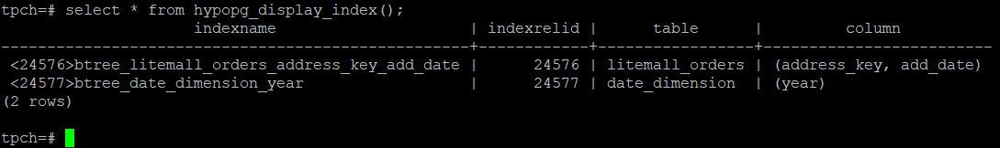 tpch=# select * from hypopg_display_index();
indexname | indexrelid | table | column
---------------------------------------------------+------------+----------------+-------------------------
<24576>btree_litemall_orders_address_key_add_date | 24576 | litemall_orders | (address_key, add_date)
<24577>btree_date_dimension_year | 24577 | date_dimension | (year)
(2 rows)
tpch=#